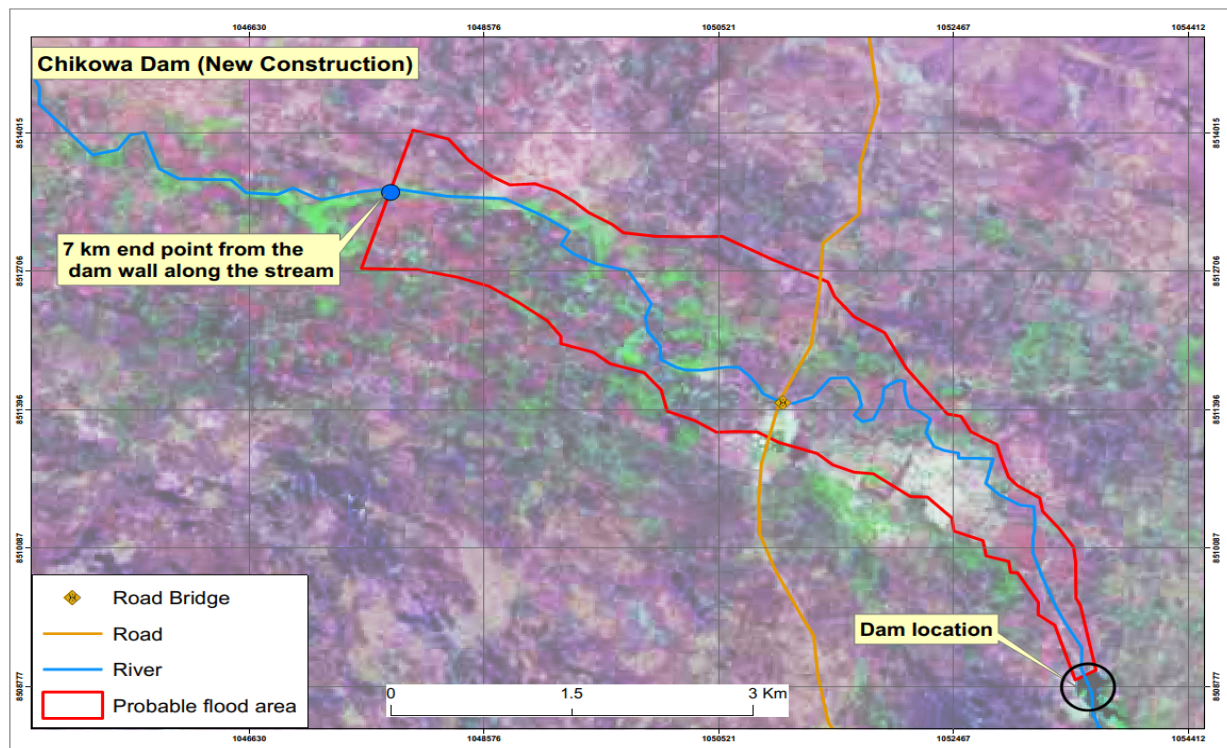 1046630 1048576 1050521 1052467 1054412
Chikowa Dam (New Construction)
8514015 8514015
7 km end point from the
dam wall along the stream
8512706 8512706
8511396 8511396
8510087 8510087
Road Bridge
Road
River
Probable flood area
Dam location
0 1.5 3 Km
8508777 8508777
1046630 1048576 1050521 1052467 1054412